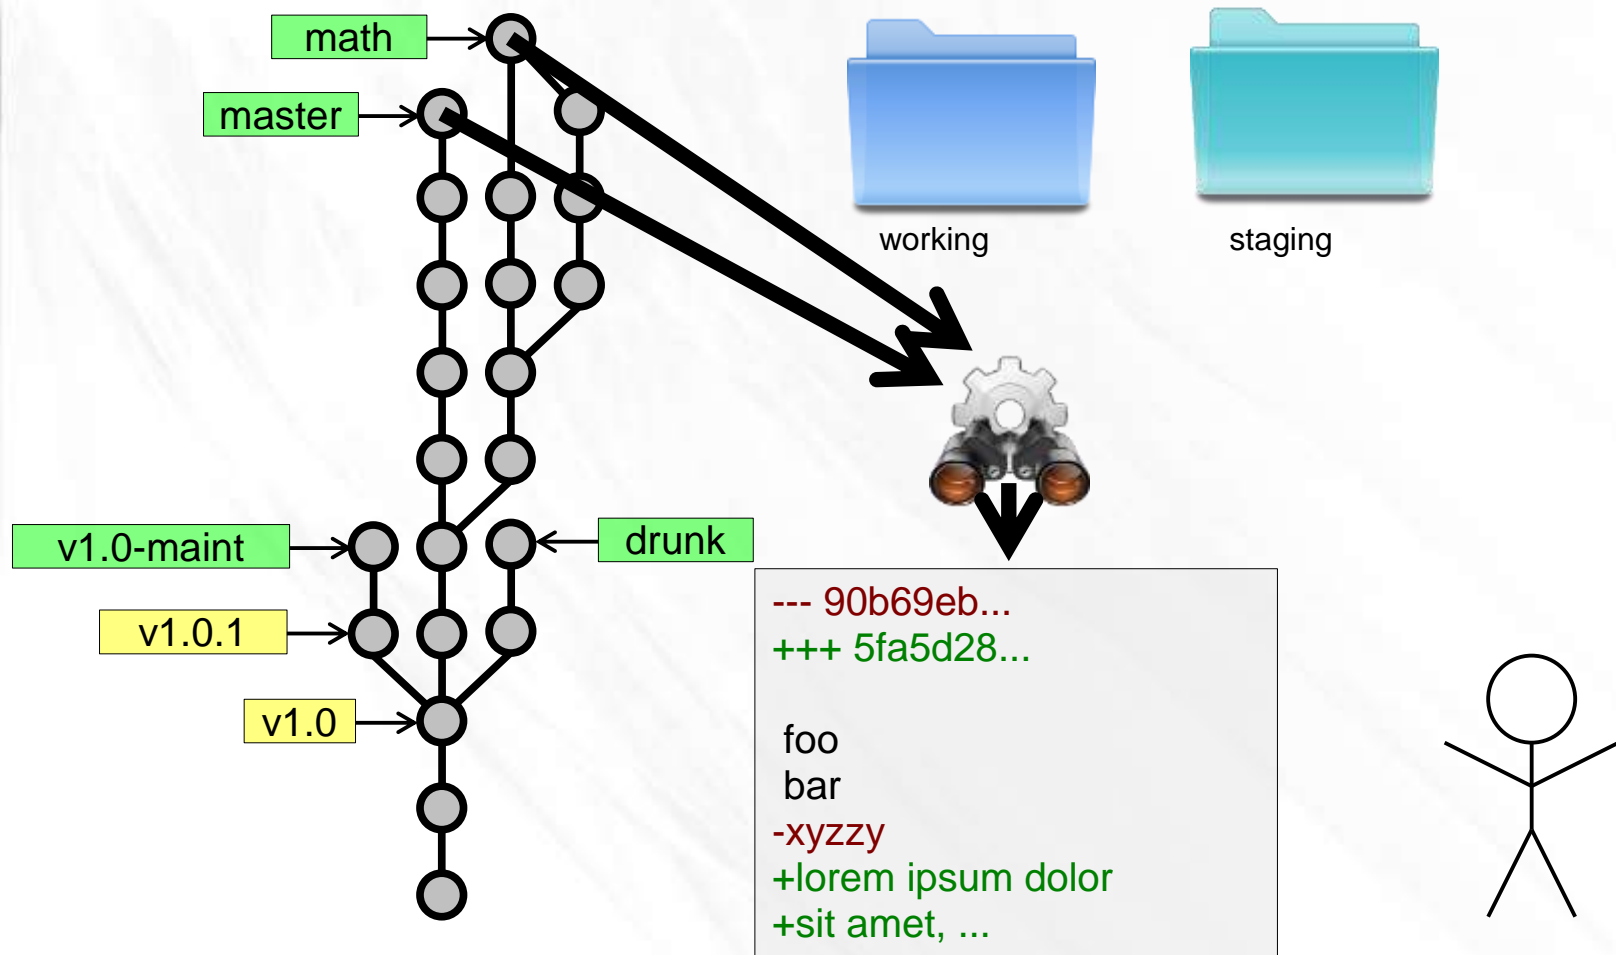 math
master
working
staging
v1.0-maint
drunk
v1.0.1
v1.0
--- 90b69eb...
+++ 5fa5d28...
foo
bar
-xyzzy
+lorem ipsum dolor
+sit amet, ...